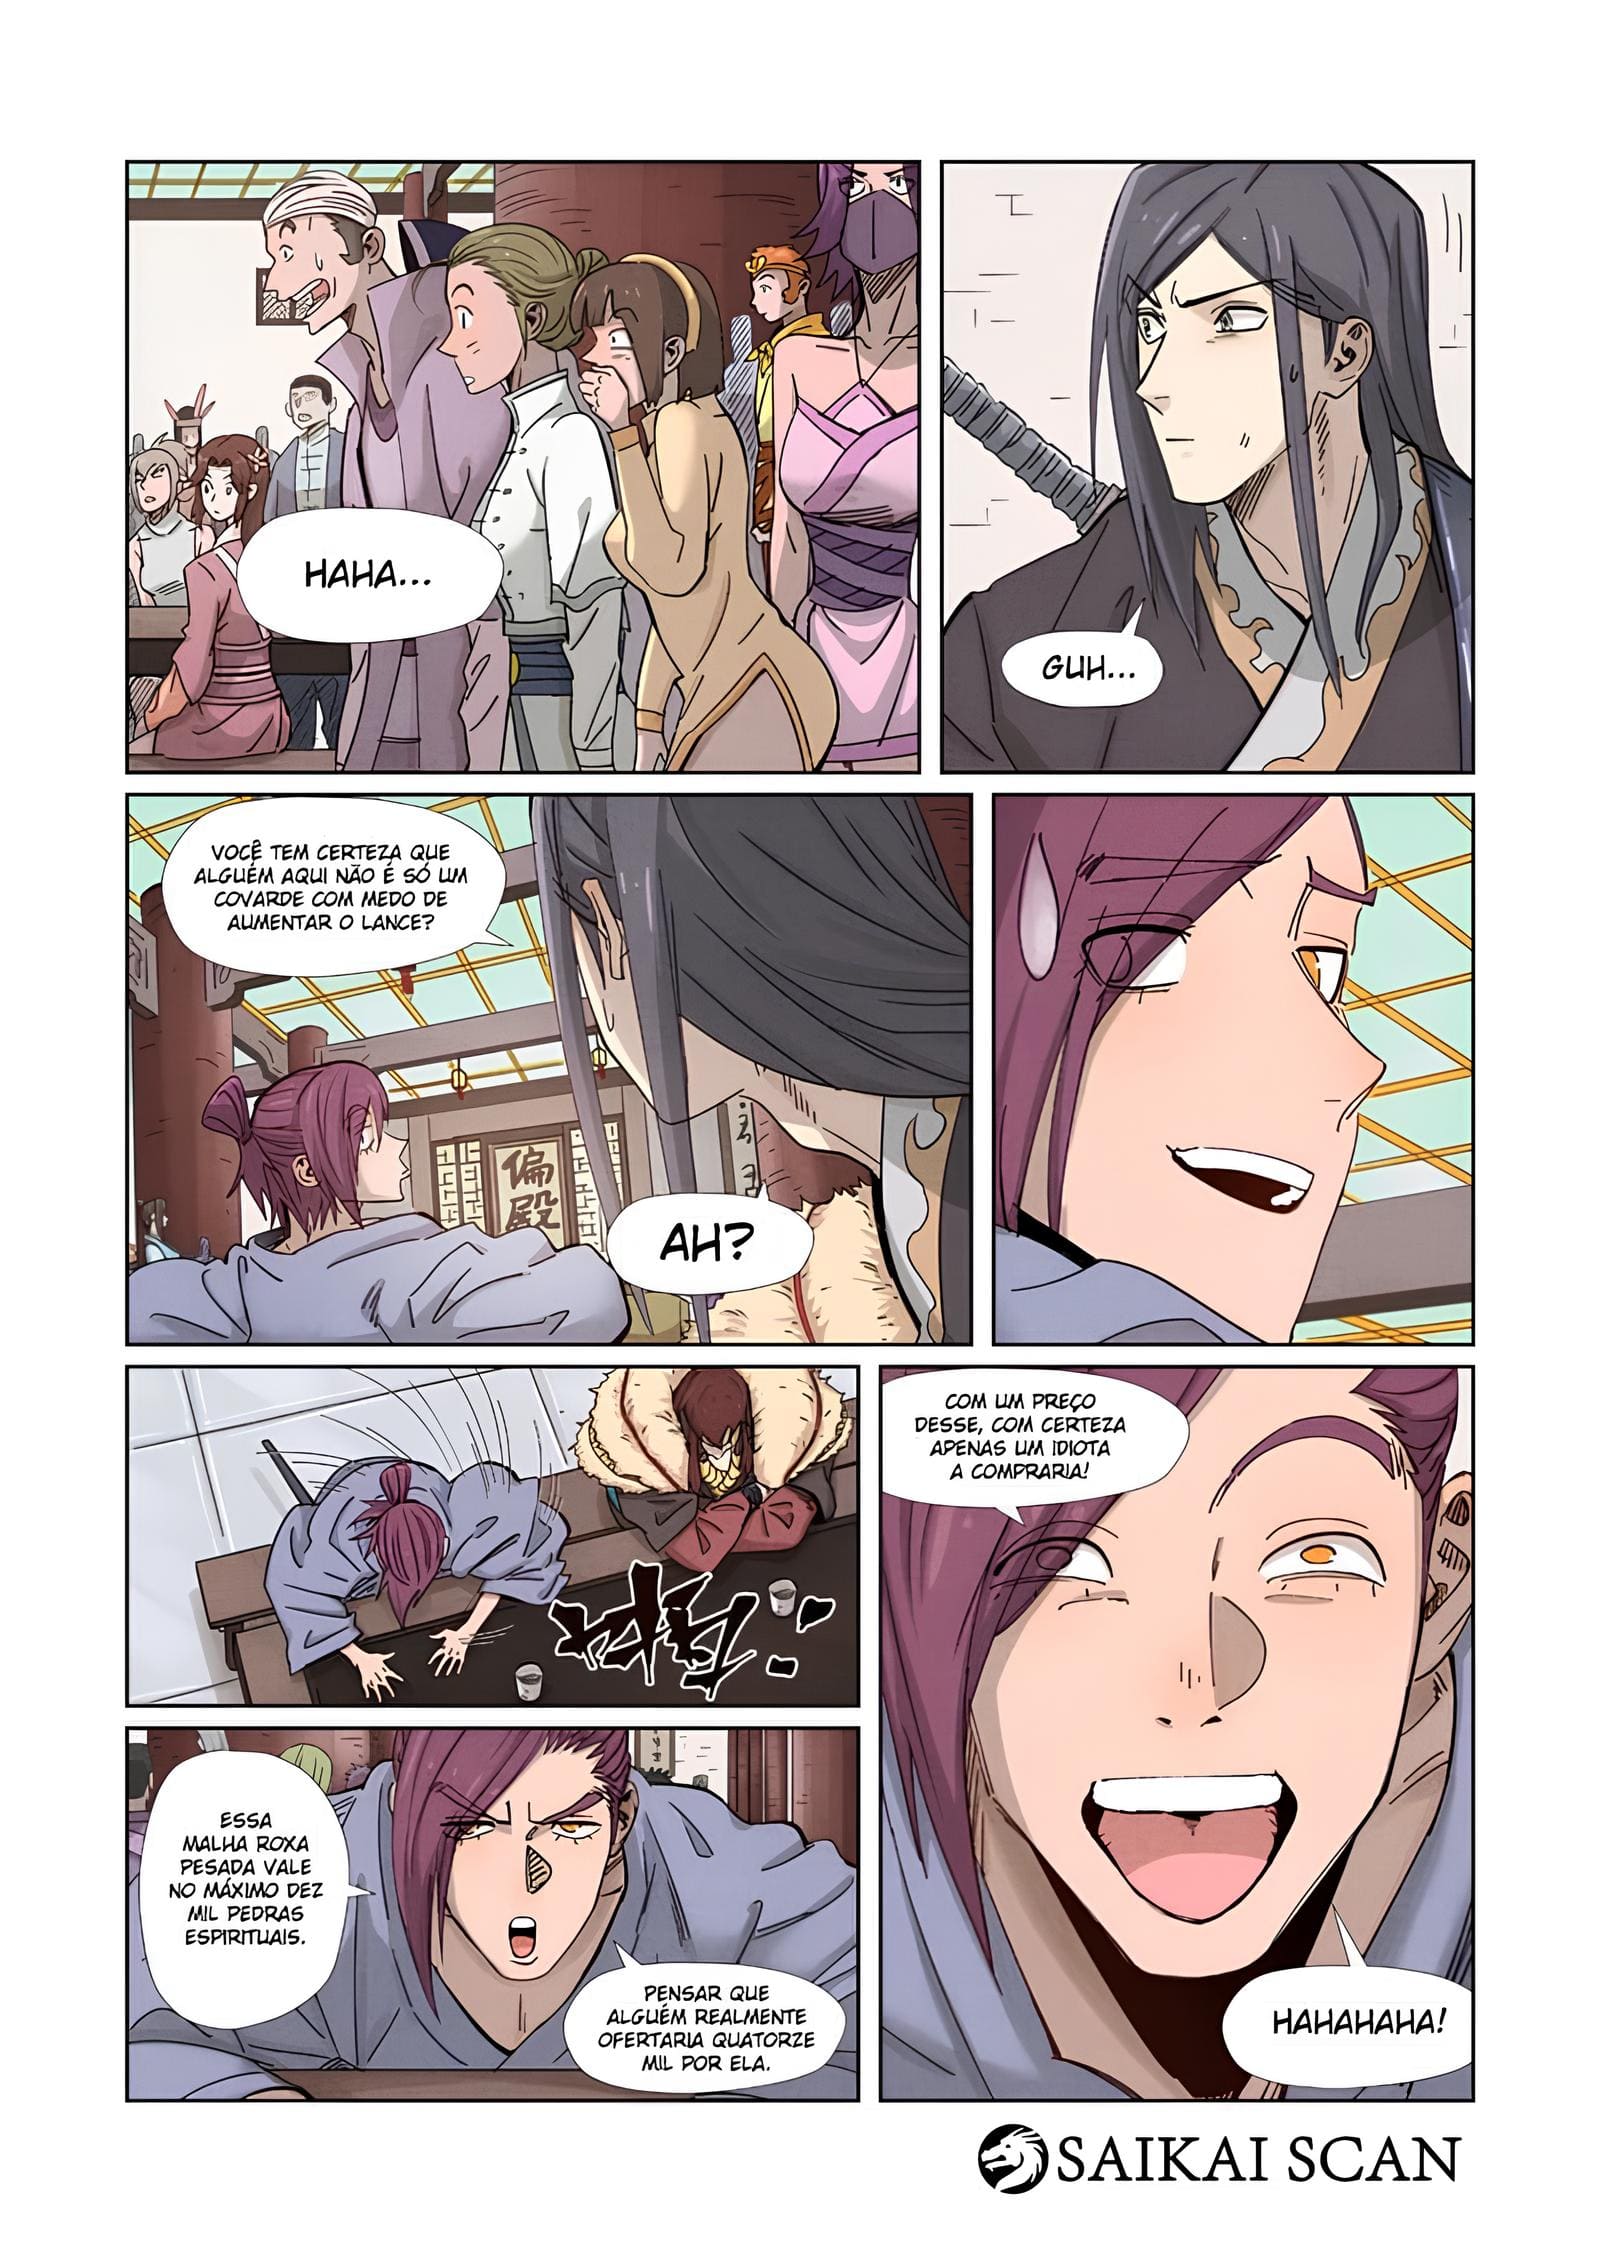 HAHA...
GUH...
VOCÊ TEM CERTEZA QUE
ALGUÉM AQUI NÃO É SÓ UM
COVARDE COM MEDO DE
AUMENTAR O LANCE?
偏
殿
AH?
COM UM PREÇO
DESSE, COM CERTEZA
APENAS UM IDIOTA
A COMPRARIA!
ESSA
MALHA ROXA
PESADA VALE
NO MÁXIMO DEZ
MIL PEDRAS
ESPIRITUAIS.
PENSAR QUE
ALGUÉM REALMENTE
OFERTARIA QUATORZE
MIL POR ELA.
HAHAHAHA!
SAIKAI SCAN